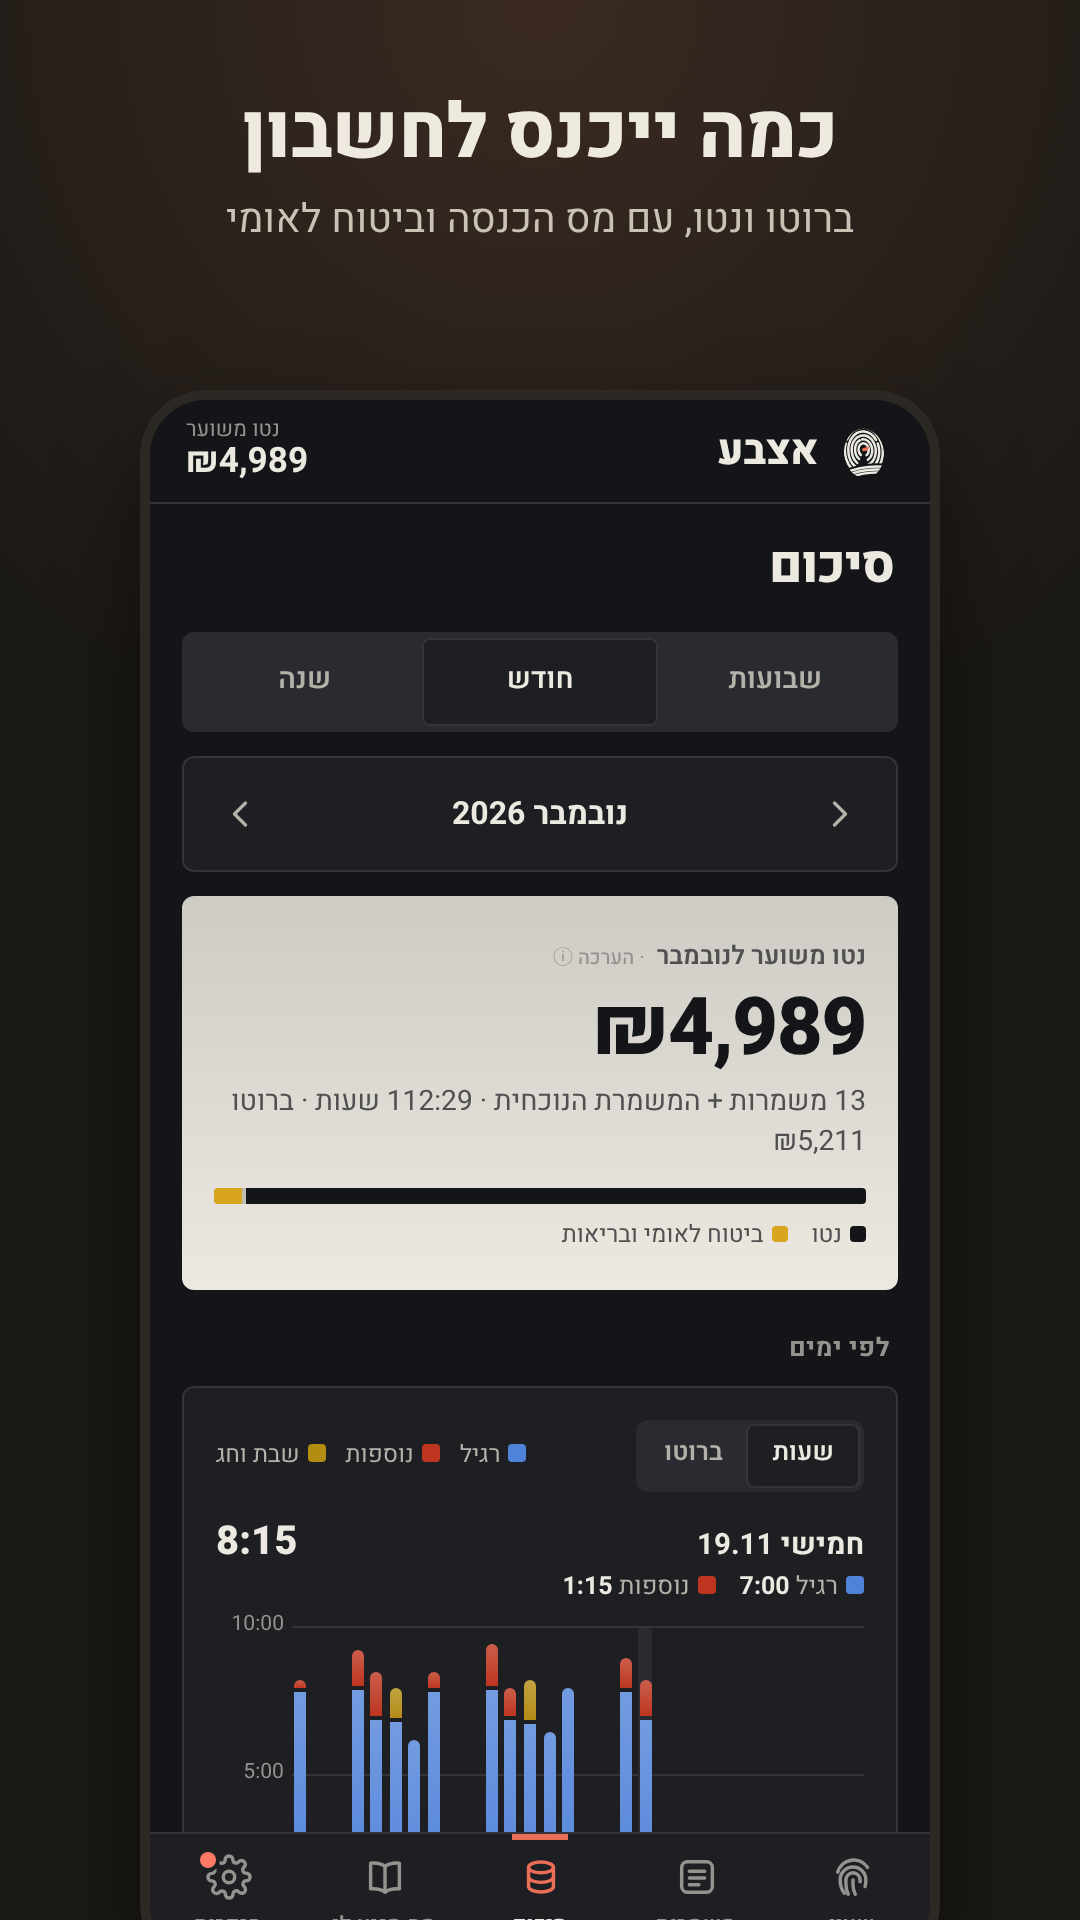 כמה ייכנס לחשבון
ברוטו ונטו, עם מס הכנסה וביטוח לאומי
אצבע
נטו משוער
₪4,989
סיכום
שבועות
חודש
שנה
נובמבר 2026
נטו משוער לנובמבר · הערכה ⓘ
₪4,989
13 משמרות + המשמרת הנוכחית · 112:29 שעות · ברוטו
₪5,211
נטו ביטוח לאומי ובריאות
לפי ימים
שעות ברוטו
רגיל נוספות שבת וחג
חמישי 19.11
8:15
רגיל 7:00 נוספות 1:15
10:00
5:00